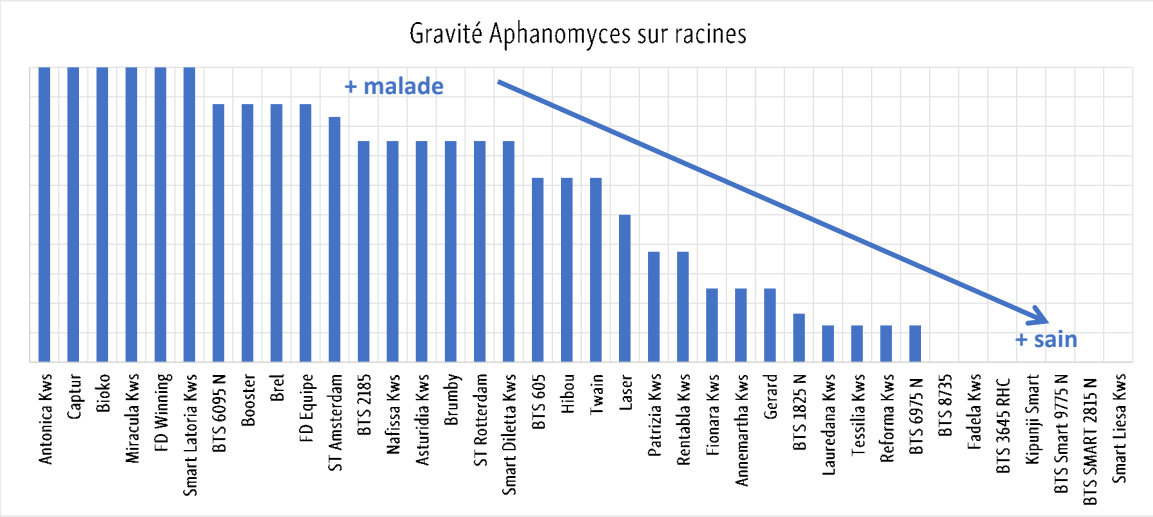 Gravité Aphanomyces sur racines
+ malade
+ sain
Antonica Kws
Captur
Bioko
Miracula Kws
FD Winning
Smart Latoria Kws
BTS 6095 N
Booster
Brel
FD Equipe
ST Amsterdam
BTS 2185
Nafissa Kws
Asturidia Kws
Brumby
ST Rotterdam
Smart Diletta Kws
BTS 605
Hibou
Twain
Laser
Patrizia Kws
Rentabla Kws
Fionara Kws
Annemartha Kws
Gerard
BTS 1825 N
Lauredana Kws
Tessilia Kws
Reforma Kws
BTS 6975 N
BTS 8735
Fadela Kws
BTS 3645 RHC
Kipunji Smart
BTS Smart 9775 N
BTS SMART 2815 N
Smart Liesa Kws